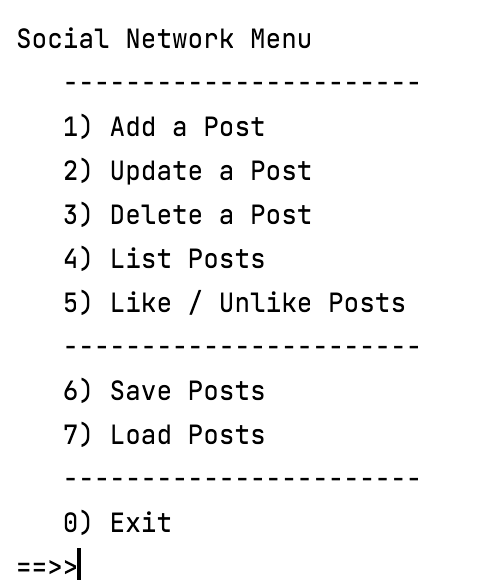 Social Network Menu
-----------------------
1) Add a Post
2) Update a Post
3) Delete a Post
4) List Posts
5) Like / Unlike Posts
-----------------------
6) Save Posts
7) Load Posts
-----------------------
0) Exit
==>>